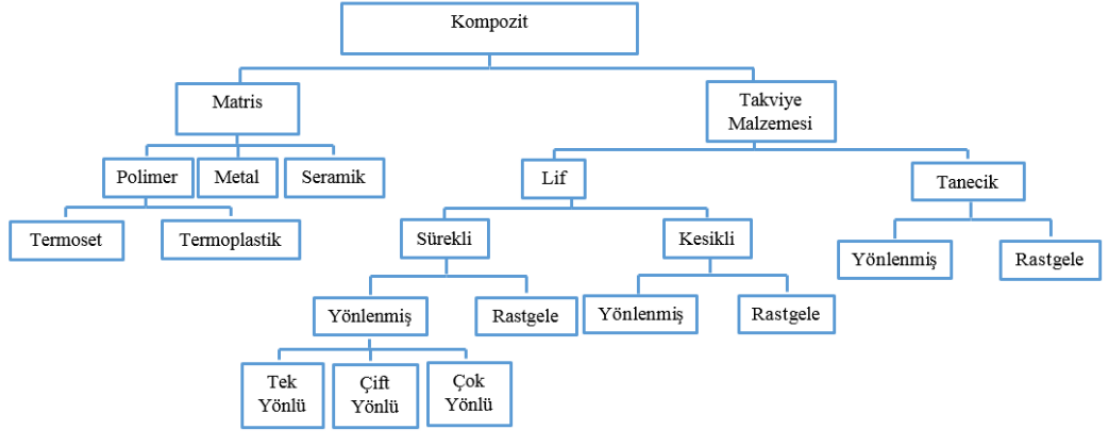 Kompozit
Matris
Takviye
Malzemesi
Polimer
Metal
Seramik
Lif
Tanecik
Termoset
Termoplastik
Sürekli
Kesikli
Yönlenmiş
Rastgele
Yönlenmiş
Rastgele
Yönlenmiş
Rastgele
Tek
Yönlü
Çift
Yönlü
Çok
Yönlü